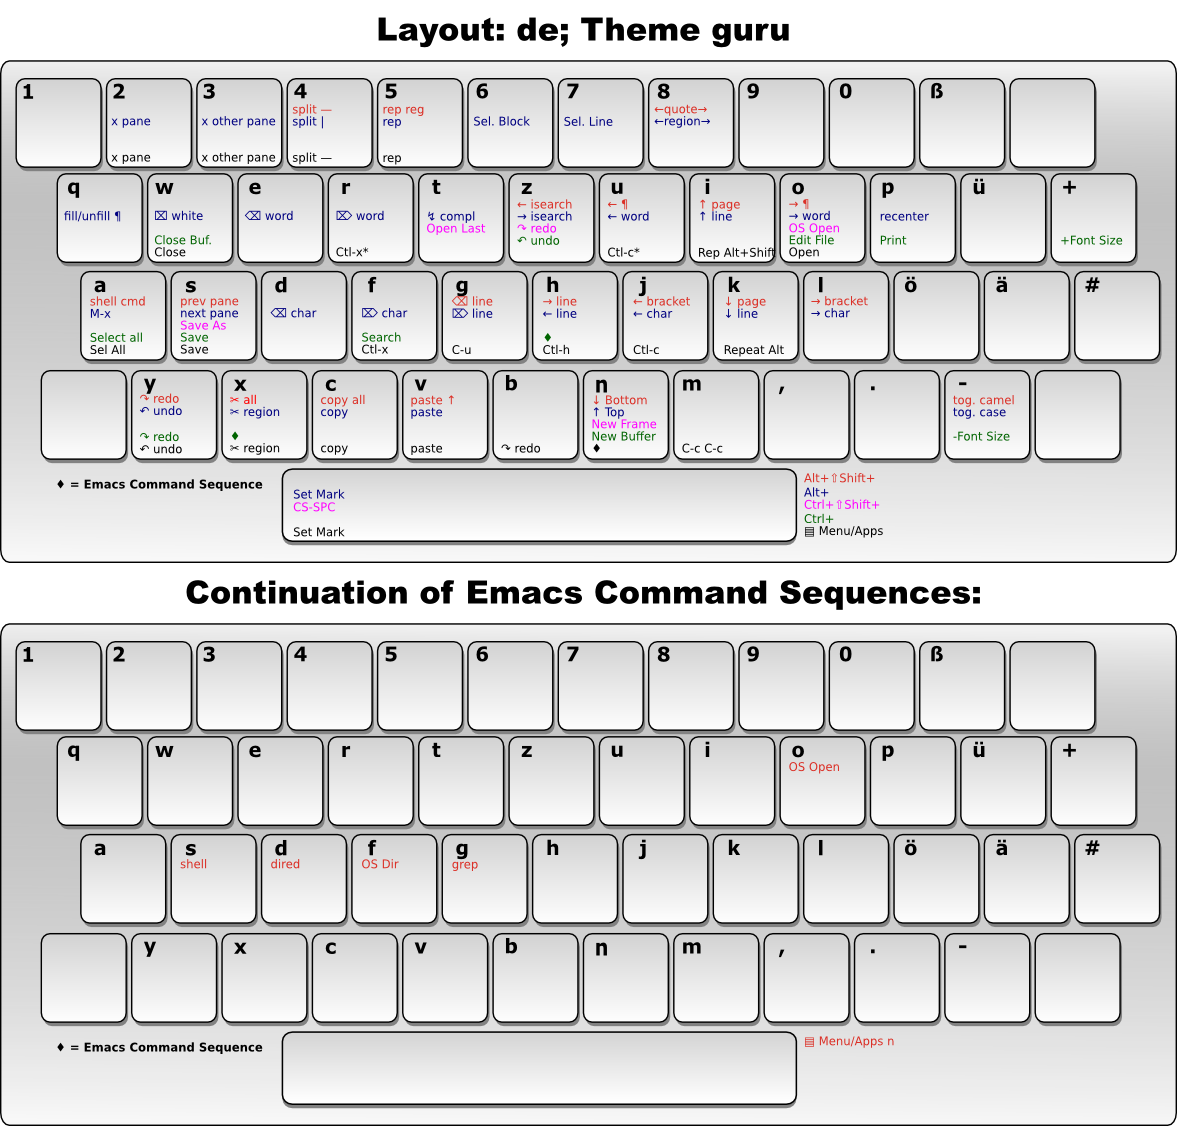 Layout: de; Theme guru
1
2
x pane
x pane
3
x other pane
x other pane
4
split —
split |
split —
5
rep reg
rep
rep
6
Sel. Block
7
Sel. Line
8
←quote→
←region→
9
0
ß
q
fill/unfill ¶
w
⌧ white
Close Buf.
Close
e
⌫ word
r
⌦ word
Ctl-x*
t
↯ compl
Open Last
z
← isearch
→ isearch
↷ redo
↶ undo
u
← ¶
← word
Ctl-c*
i
↑ page
↑ line
Rep Alt+Shift
o
→ ¶
→ word
OS Open
Edit File
Open
p
recenter
Print
ü
+
+Font Size
a
shell cmd
M-x
Select all
Sel All
s
prev pane
next pane
Save As
Save
Save
d
⌫ char
f
⌦ char
Search
Ctl-x
g
⌫ line
⌦ line
C-u
h
→ line
← line
♦
Ctl-h
j
← bracket
← char
Ctl-c
k
↓ page
↓ line
Repeat Alt
l
→ bracket
→ char
ö
ä
#
y
↷ redo
↶ undo
↷ redo
↶ undo
x
✂ all
✂ region
♦
✂ region
c
copy all
copy
copy
v
paste ↑
paste
paste
b
↷ redo
n
↓ Bottom
↑ Top
New Frame
New Buffer
♦
m
C-c C-c
,
.
-
tog. camel
tog. case
-Font Size
♦ = Emacs Command Sequence
Set Mark
CS-SPC
Set Mark
Alt+⇧Shift+
Alt+
Ctrl+⇧Shift+
Ctrl+
▤ Menu/Apps
Continuation of Emacs Command Sequences:
1
2
3
4
5
6
7
8
9
0
ß
q
w
e
r
t
z
u
i
o
OS Open
p
ü
+
a
s
shell
d
dired
f
OS Dir
g
grep
h
j
k
l
ö
ä
#
y
x
c
v
b
n
m
,
.
-
♦ = Emacs Command Sequence
▤ Menu/Apps n